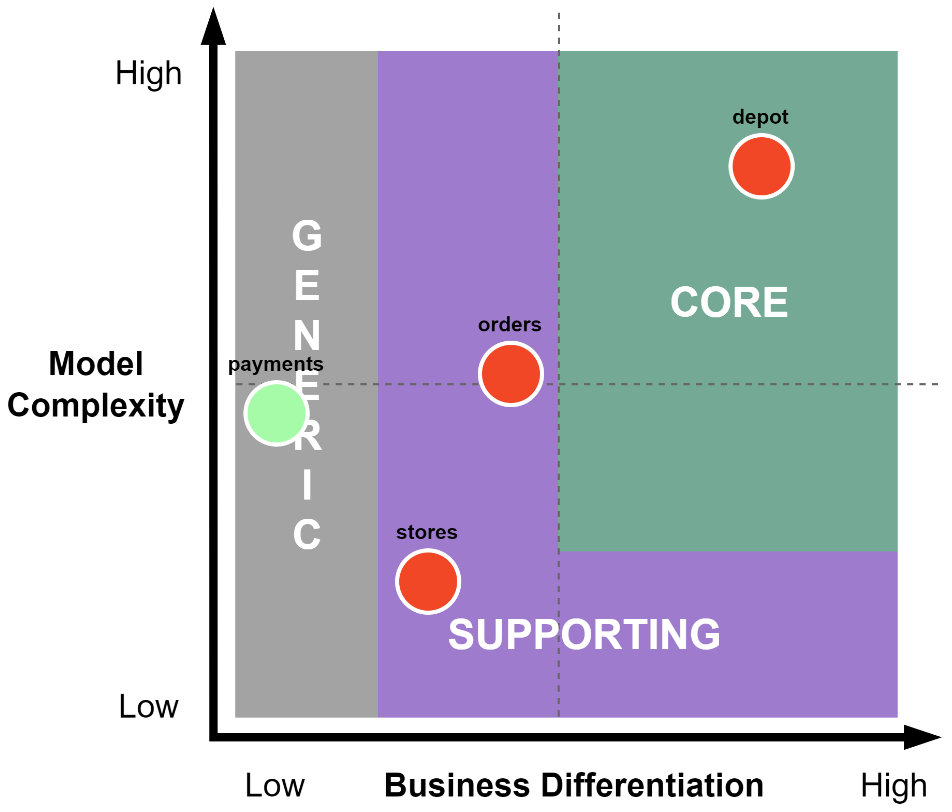 High
depot
G
E
N
E
R
I
C
CORE
orders
Model
Complexity
payments
stores
SUPPORTING
Low
Low
Business Differentiation
High